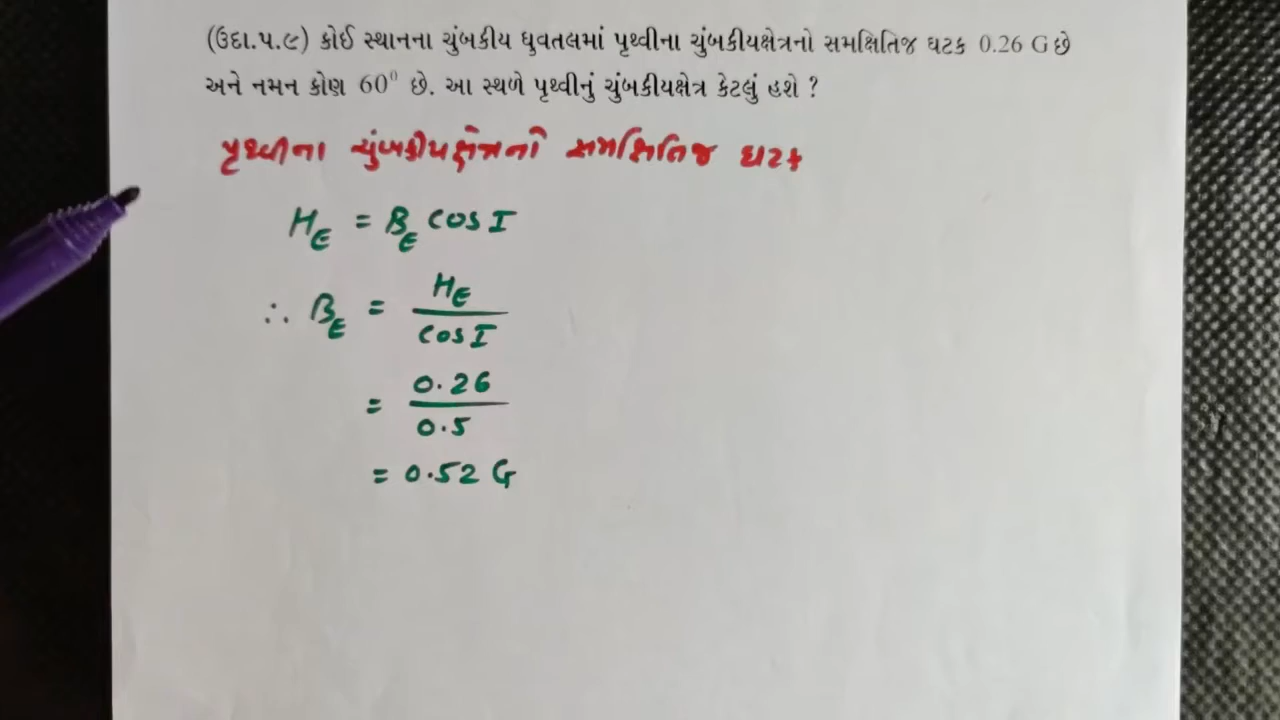 (ઉદા.૫.૯) કોઈ સ્થાનના ચુંબકીય ધ્રુવતલમાં પૃથ્વીના ચુંબકીયક્ષેત્રનો સમક્ષિતિજ ઘટક 0.26 G છે
અને નમન કોણ 60⁰ છે. આ સ્થળે પૃથ્વીનું ચુંબકીયક્ષેત્ર કેટલું હશે ?
પૃથ્વીના ચુંબકીયક્ષેત્રનો સમક્ષિતિજ ઘટક
H_E = B_E cos I
∴ B_E = H_E / cos I
= 0.26 / 0.5
= 0.52 G